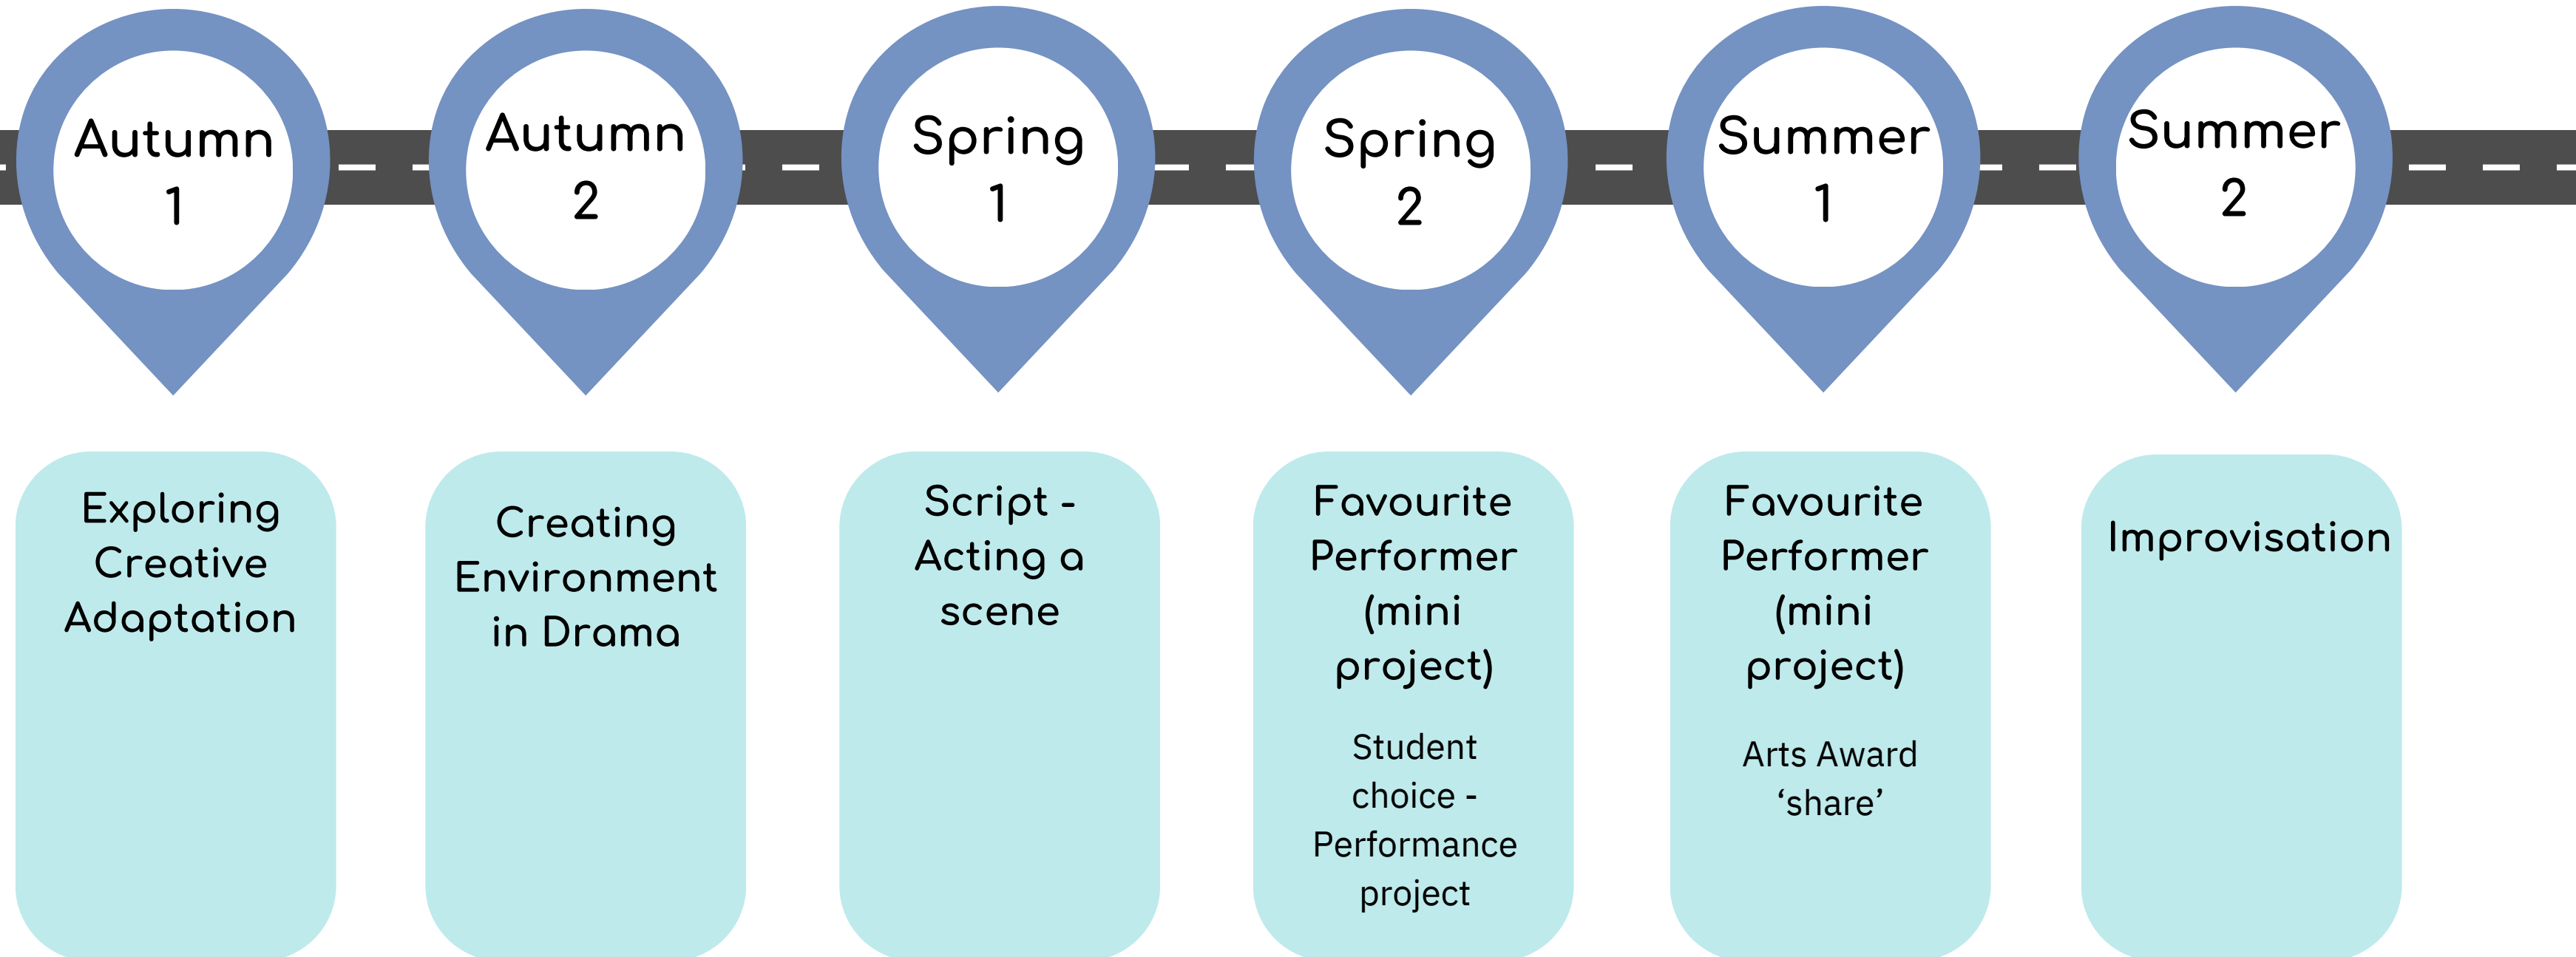 Autumn
1
Autumn
2
Spring
1
Spring
2
Summer
1
Summer
2
Exploring
Creative
Adaptation
Creating
Environment
in Drama
Script -
Acting a
scene
Favourite
Performer
(mini
project)
Student
choice -
Performance
project
Favourite
Performer
(mini
project)
Arts Award
‘share’
Improvisation